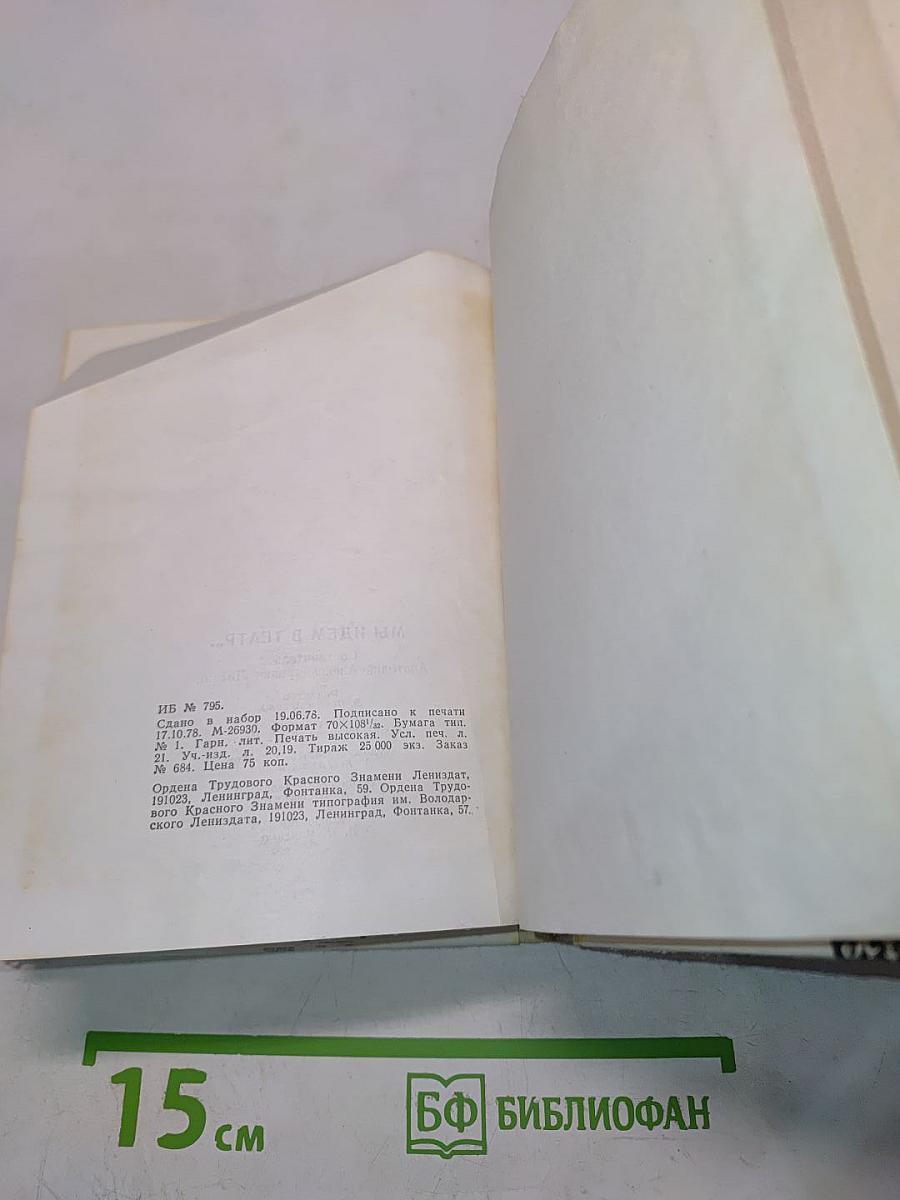 ИБ № 795.
Сдано в набор 19.06.78. Подписано к печати
17.10.78. М-26930. Формат 70×108¹/₃₂. Бумага тип.
№ 1. Гарн. лит. Печать высокая. Усл. печ. л.
21. Уч.-изд. л. 20,19. Тираж 25 000 экз. Заказ
№ 684. Цена 75 коп.
Ордена Трудового Красного Знамени Лениздат,
191023, Ленинград, Фонтанка, 59. Ордена Трудо-
вого Красного Знамени типография им. Володар-
ского Лениздата, 191023, Ленинград, Фонтанка, 57.
15 см
БФ БИБЛИОФАН